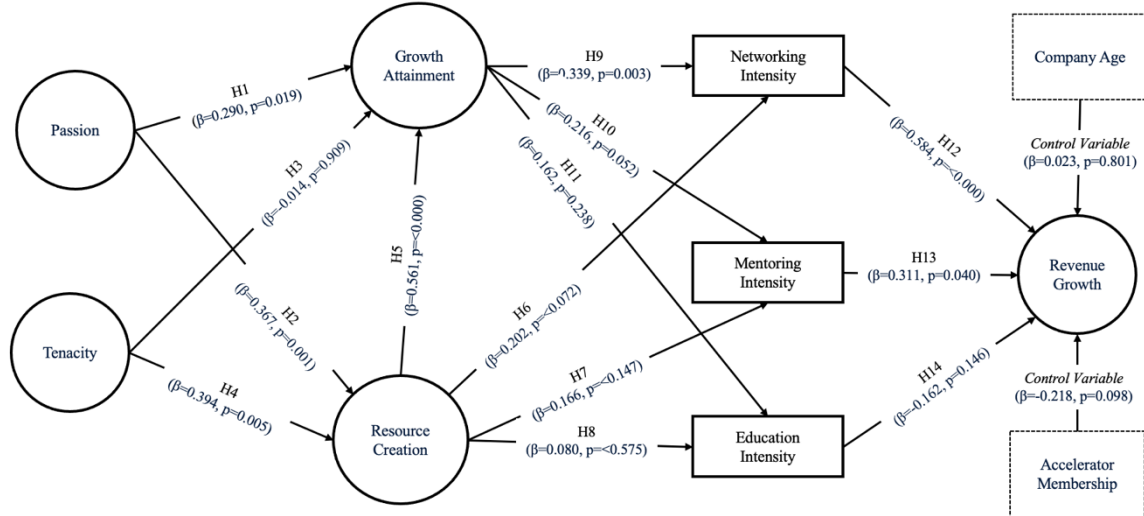 Passion
Tenacity
H1
(β=0.290, p=0.019)
H3
(β=-0.014, p=0.909)
H2
(β=0.367, p=0.001)
H4
(β=0.394, p=0.005)
Growth
Attainment
H5
(β=0.561, p=<0.000)
Resource
Creation
H9
(β=0.339, p=0.003)
H10
(β=0.216, p=0.052)
H11
(β=0.162, p=0.238)
H6
(β=0.202, p=<0.072)
H7
(β=0.166, p=<0.147)
H8
(β=0.080, p=<0.575)
Networking
Intensity
Mentoring
Intensity
Education
Intensity
H12
(β=0.584, p=<0.000)
H13
(β=0.311, p=0.040)
H14
(β=-0.162, p=0.146)
Company Age
Control Variable
(β=0.023, p=0.801)
Revenue
Growth
Control Variable
(β=-0.218, p=0.098)
Accelerator
Membership